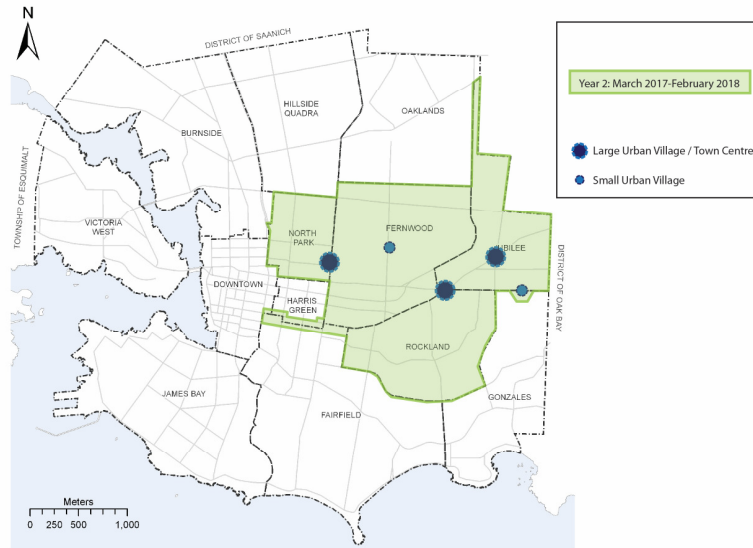 N
DISTRICT OF SAANICH
HILLSIDE
QUADRA
OAKLANDS
BURNSIDE
TOWNSHIP OF ESQUIMALT
VICTORIA
WEST
NORTH
PARK
FERNWOOD
JUBILEE
DISTRICT OF OAK BAY
DOWNTOWN
HARRIS
GREEN
ROCKLAND
JAMES BAY
FAIRFIELD
GONZALES
Meters
0 250 500 1,000
Year 2: March 2017-February 2018
Large Urban Village / Town Centre
Small Urban Village